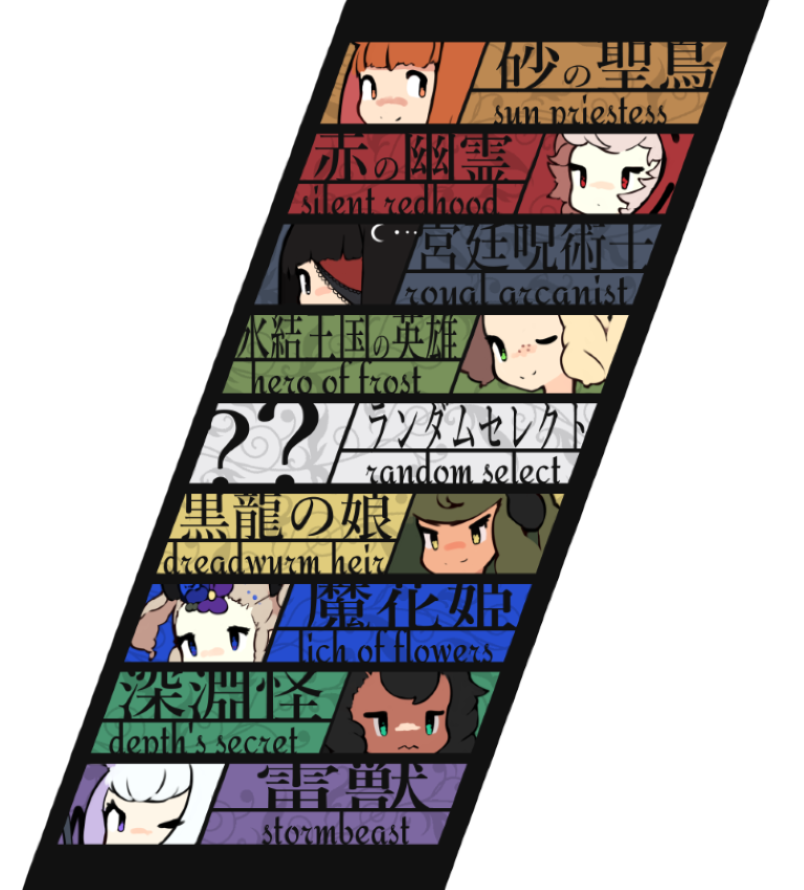 砂の聖鳥
sun priestess
赤の幽霊
silent redhood
宮廷呪術士
royal arcanist
氷結王国の英雄
hero of frost
??
ランダムセレクト
random select
黒龍の娘
dreadwurm heir
魔花姫
lich of flowers
深淵怪
depth's secret
雷獣
stormbeast